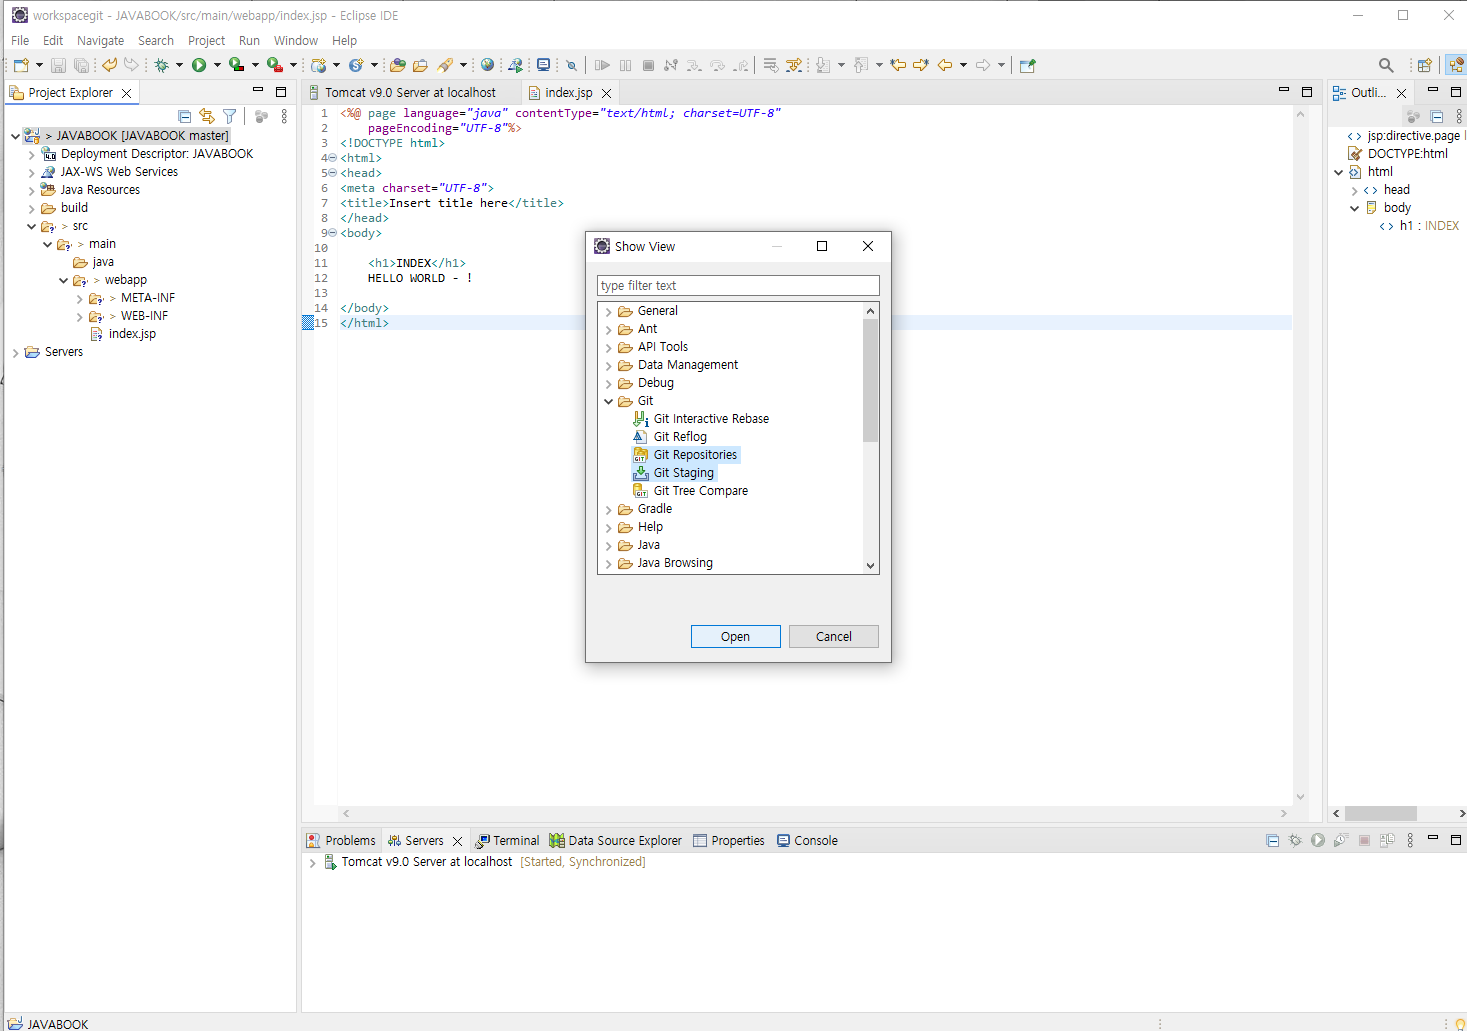 workspacegit - JAVABOOK/src/main/webapp/index.jsp - Eclipse IDE
File Edit Navigate Search Project Run Window Help
Project Explorer
> JAVABOOK [JAVABOOK master]
Deployment Descriptor: JAVABOOK
JAX-WS Web Services
Java Resources
build
> src
> main
java
> webapp
> META-INF
> WEB-INF
index.jsp
Servers
Tomcat v9.0 Server at localhost index.jsp
1 <%@ page language="java" contentType="text/html; charset=UTF-8"
2 pageEncoding="UTF-8"%>
3 <!DOCTYPE html>
4 <html>
5 <head>
6 <meta charset="UTF-8">
7 <title>Insert title here</title>
8 </head>
9 <body>
10
11 <h1>INDEX</h1>
12 HELLO WORLD - !
13
14 </body>
15 </html>
Show View
type filter text
General
Ant
API Tools
Data Management
Debug
Git
Git Interactive Rebase
Git Reflog
Git Repositories
Git Staging
Git Tree Compare
Gradle
Help
Java
Java Browsing
Open Cancel
Outli...
jsp:directive.page
DOCTYPE:html
html
head
body
h1 : INDEX
Problems Servers Terminal Data Source Explorer Properties Console
Tomcat v9.0 Server at localhost [Started, Synchronized]
JAVABOOK